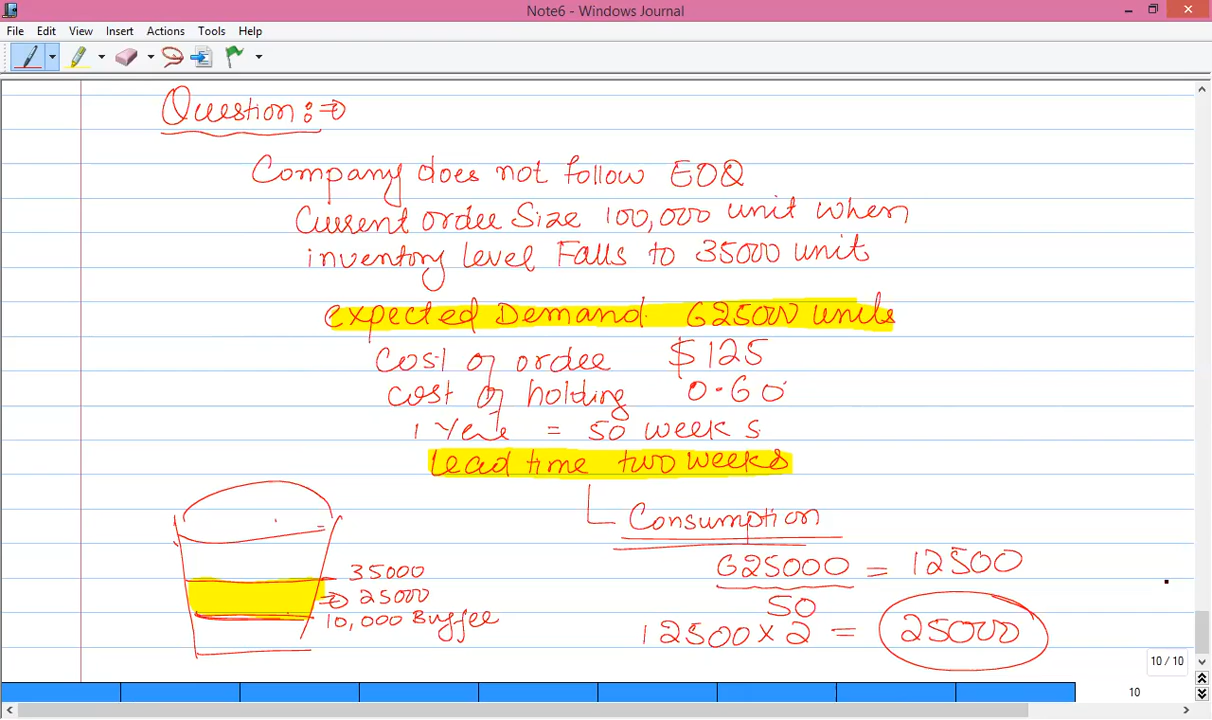 Note6 - Windows Journal
File Edit View Insert Actions Tools Help
Question :⇒
Company does not follow EOQ
Current order Size 100,000 unit when
inventory level Falls to 35000 units
expected Demand 625000 units
Cost of order $125
cost of holding 0.60
1 Year = 50 weeks
Lead time two weeks
Consumption
625000 = 12500
50
12500 × 2 = 25000
35000
⇒ 25000
10,000 Buffer
10 / 10
10